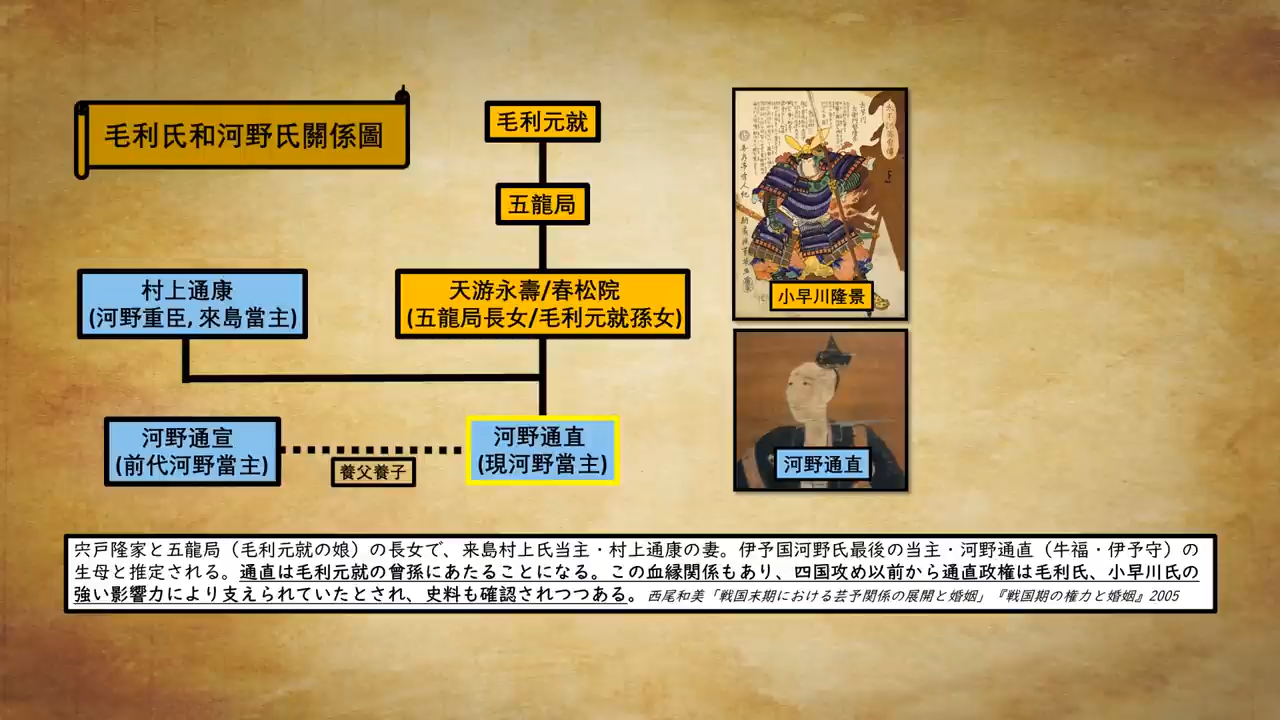 毛利氏和河野氏關係圖
毛利元就
五龍局
村上通康
(河野重臣, 來島當主)
天游永壽/春松院
(五龍局長女/毛利元就孫女)
河野通宣
(前代河野當主)
養父養子
河野通直
(現河野當主)
小早川隆景
河野通直
宍戸隆家と五龍局（毛利元就の娘）の長女で、来島村上氏当主・村上通康の妻。伊予国河野氏最後の当主・河野通直（牛福・伊予守）の
生母と推定される。通直は毛利元就の曾孫にあたることになる。この血縁関係もあり、四国攻め以前から通直政権は毛利氏、小早川氏の
強い影響力により支えられていたとされ、史料も確認されつつある。西尾和美「戦国末期における芸予関係の展開と婚姻」『戦国期の権力と婚姻』2005